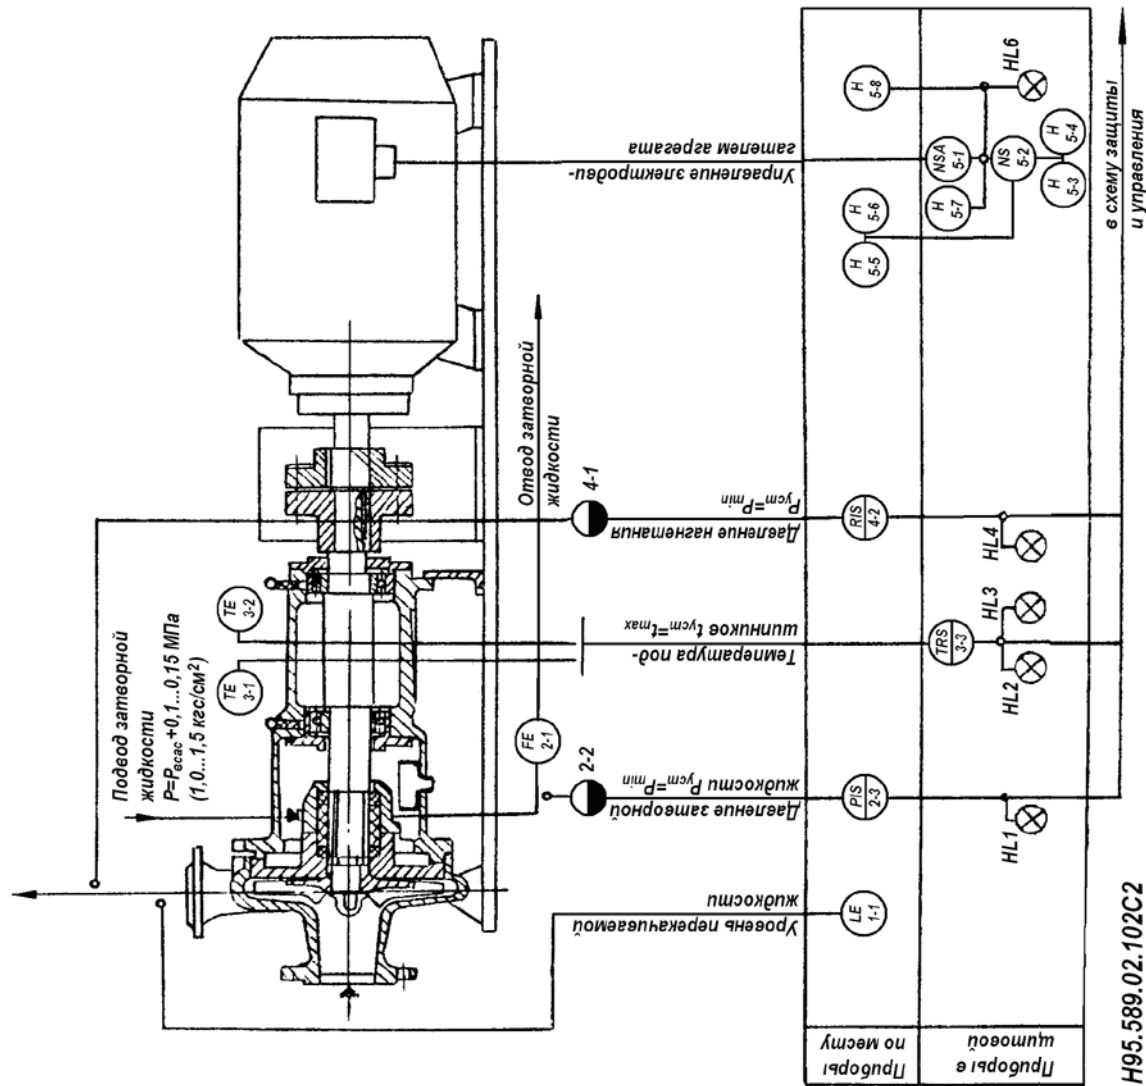 TE
3-1
TE
3-2
Подвод затворной
жидкости
P=Pвсас+0,1...0,15 МПа
(1,0...1,5 кгс/см²)
Отвод затворной
жидкости
FE
2-1
2-2
4-1
Уровень перекачиваемой
жидкости
Давление затворной
жидкости Pуст=Pmin
Температура под-
шипников tуст=tmax
Давление нагнетания
Pуст=Pmin
Управление электродви-
гателем агрегата
Приборы
по месту
LE
1-1
PIS
2-3
RIS
4-2
H
5-5
H
5-6
H
5-8
Приборы в
щитовой
TRS
3-3
H
5-7
NSA
5-1
NS
5-2
H
5-3
H
5-4
HL1
HL2
HL3
HL4
HL6
в схему защиты
и управления
Н95.589.02.102С2